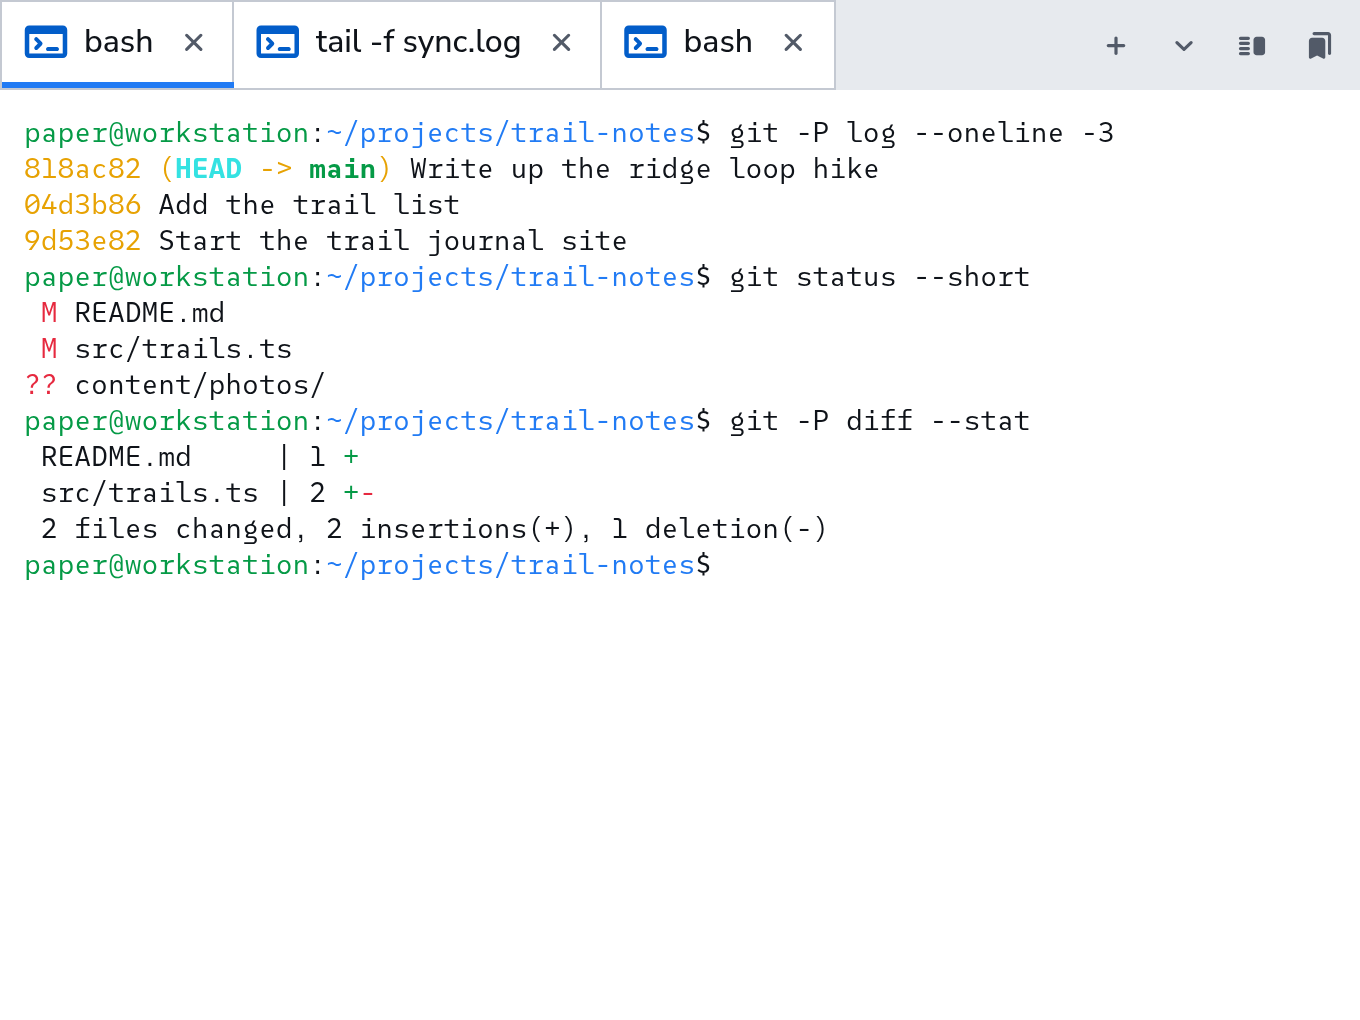 bash
tail -f sync.log
bash
paper@workstation:~/projects/trail-notes$ git -P log --oneline -3
818ac82 (HEAD -> main) Write up the ridge loop hike
04d3b86 Add the trail list
9d53e82 Start the trail journal site
paper@workstation:~/projects/trail-notes$ git status --short
 M README.md
 M src/trails.ts
?? content/photos/
paper@workstation:~/projects/trail-notes$ git -P diff --stat
 README.md     | 1 +
 src/trails.ts | 2 +-
 2 files changed, 2 insertions(+), 1 deletion(-)
paper@workstation:~/projects/trail-notes$